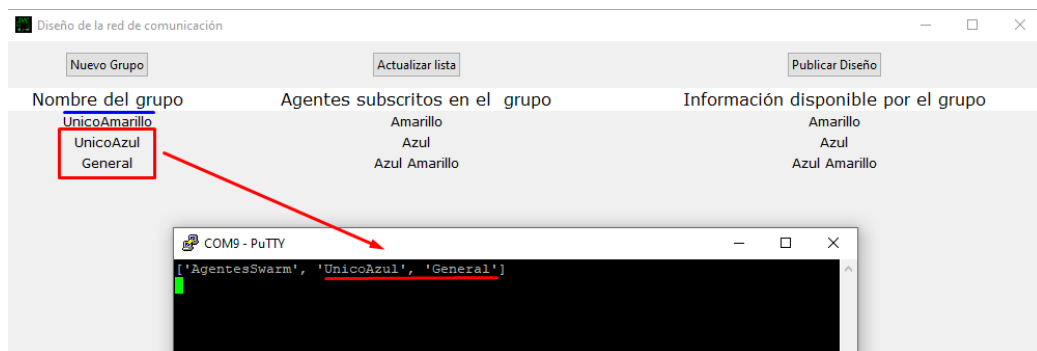 Diseño de la red de comunicación
Nuevo Grupo Actualizar lista Publicar Diseño
Nombre del grupo Agentes subscritos en el grupo Información disponible por el grupo
UnicoAmarillo Amarillo Amarillo
UnicoAzul Azul Azul
General Azul Amarillo Azul Amarillo
COM9 - PuTTY
['AgentesSwarm', 'UnicoAzul', 'General']